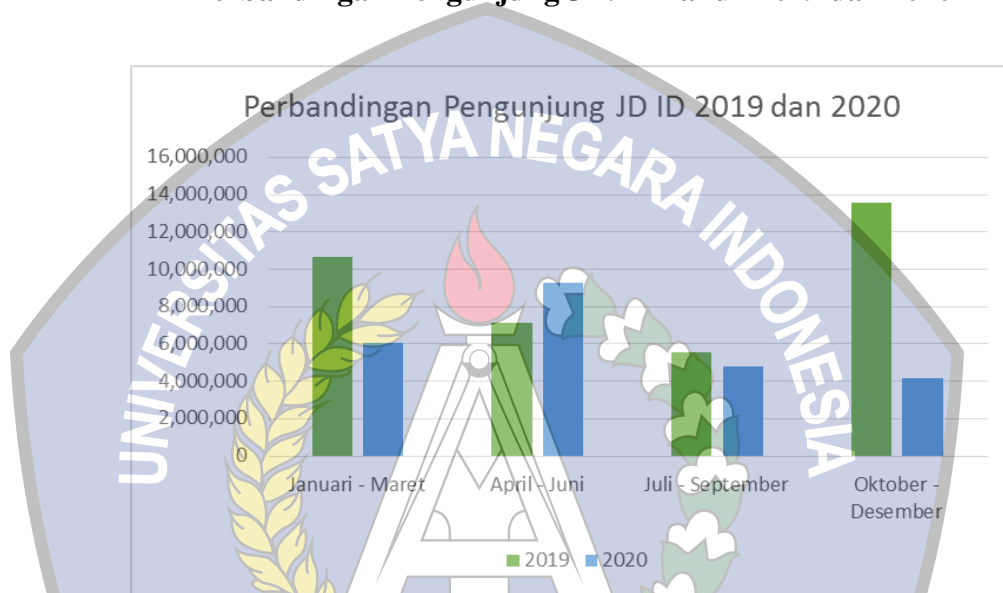 Perbandingan Pengunjung JD ID 2019 dan 2020
16,000,000
14,000,000
12,000,000
10,000,000
8,000,000
6,000,000
4,000,000
2,000,000
0
Januari - Maret
April - Juni
Juli - September
Oktober -
Desember
2019 2020
UNIVERSITAS SATYA NEGARA INDONESIA